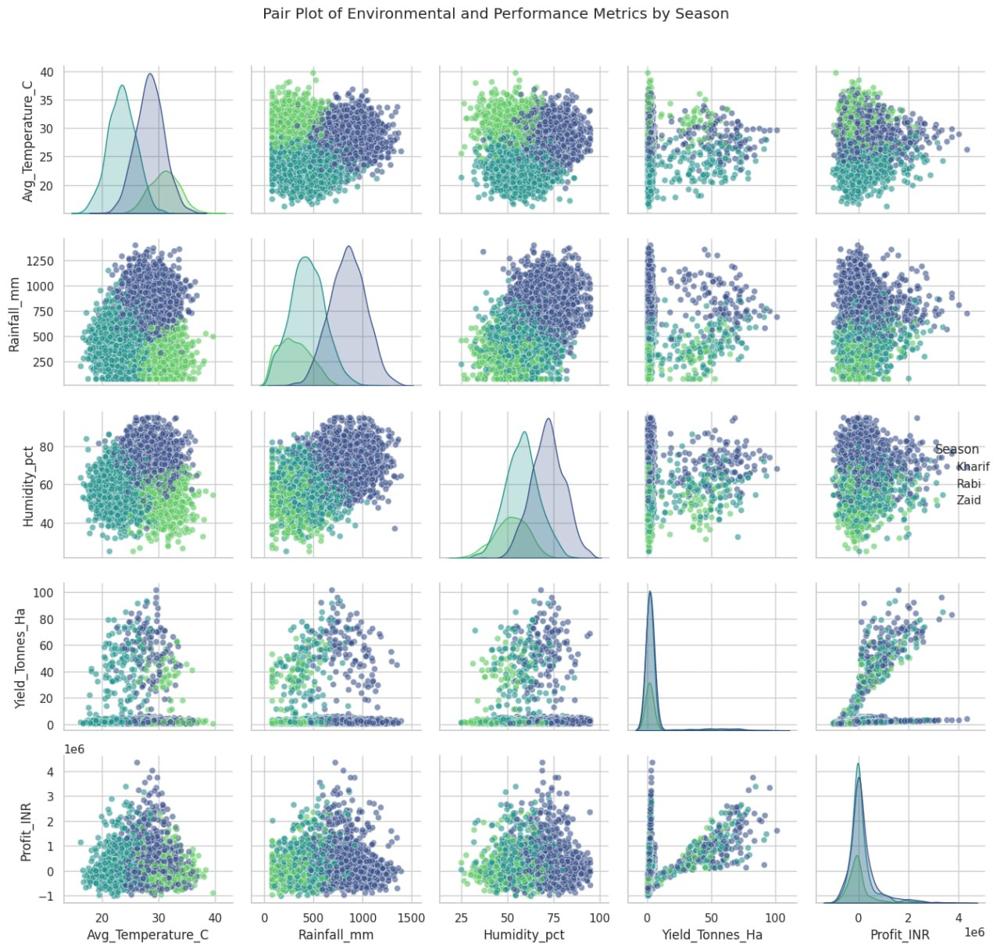 Pair Plot of Environmental and Performance Metrics by Season
Avg_Temperature_C
40
35
30
25
20
Rainfall_mm
1250
1000
750
500
250
Humidity_pct
80
60
40
Season
Kharif
Rabi
Zaid
Yield_Tonnes_Ha
100
80
60
40
20
0
1e6
Profit_INR
4
3
2
1
0
−1
20 30 40
0 500 1000 1500
25 50 75 100
0 50 100
0 2 4
1e6
Avg_Temperature_C
Rainfall_mm
Humidity_pct
Yield_Tonnes_Ha
Profit_INR